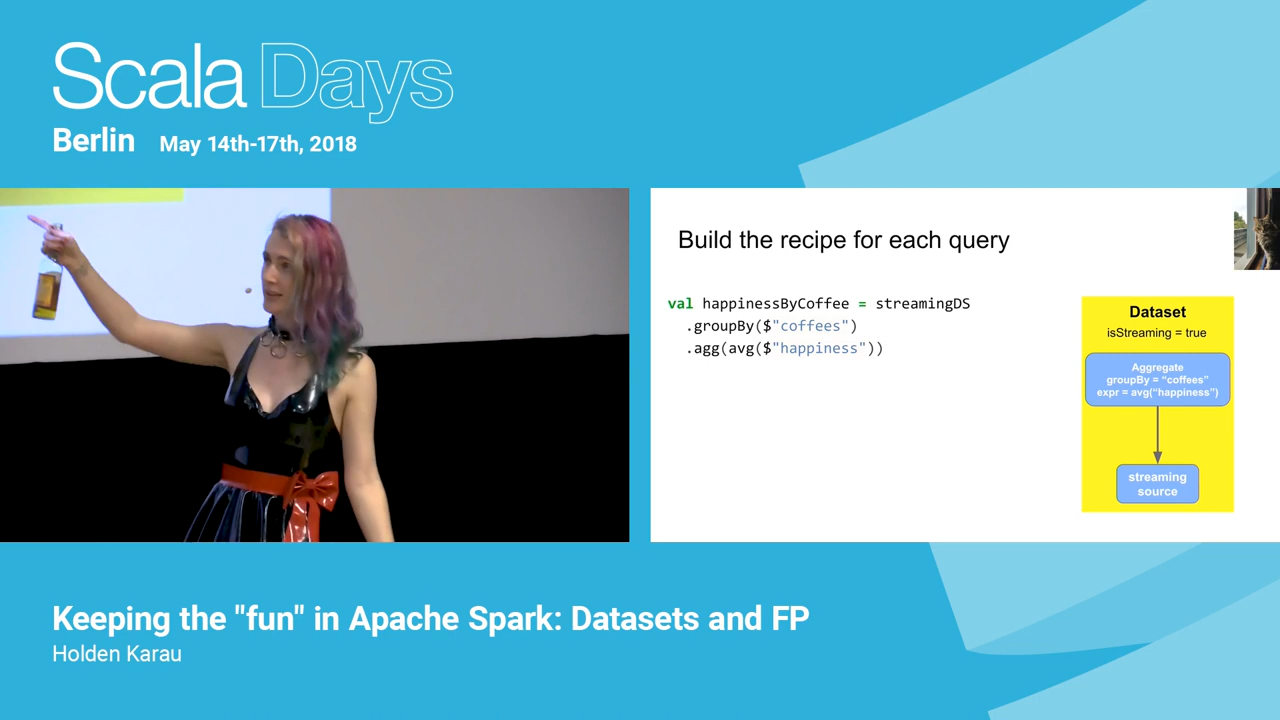 Scala Days
Berlin May 14th-17th, 2018
Build the recipe for each query
val happinessByCoffee = streamingDS
.groupBy($"coffees")
.agg(avg($"happiness"))
Dataset
isStreaming = true
Aggregate
groupBy = “coffees”
expr = avg(“happiness”)
streaming
source
Keeping the "fun" in Apache Spark: Datasets and FP
Holden Karau